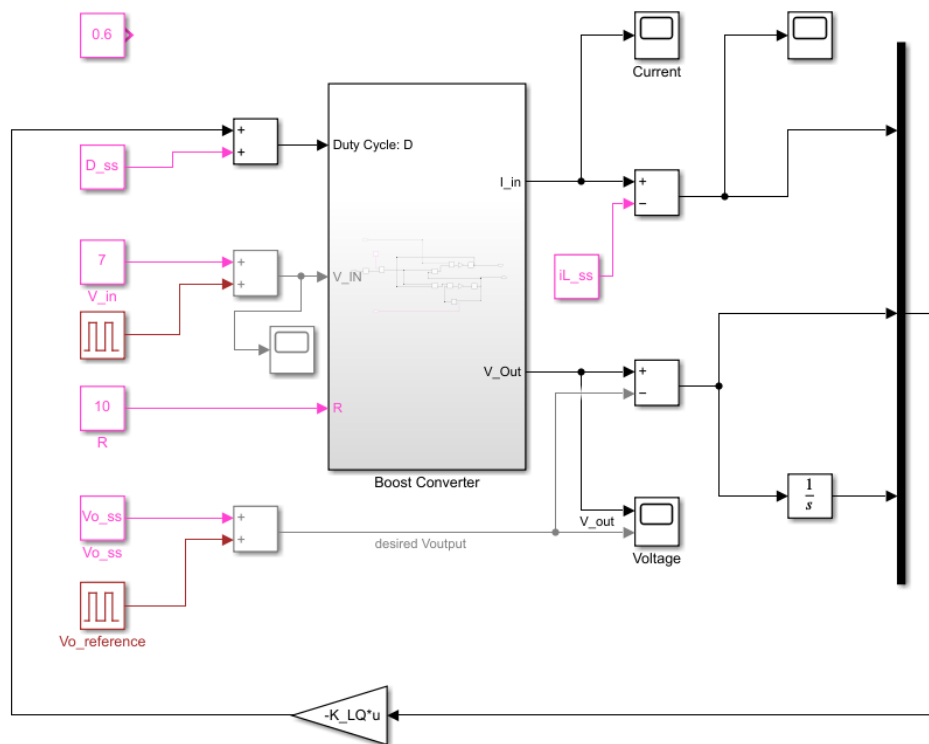 0.6
Current
+
+
D_ss
Duty Cycle: D
I_in
+
−
iL_ss
7
V_in
+
+
V_IN
10
R
R
V_Out
+
−
Boost Converter
Vo_ss
Vo_ss
+
+
desired Voutput
V_out
Voltage
1
s
Vo_reference
-K_LQ*u